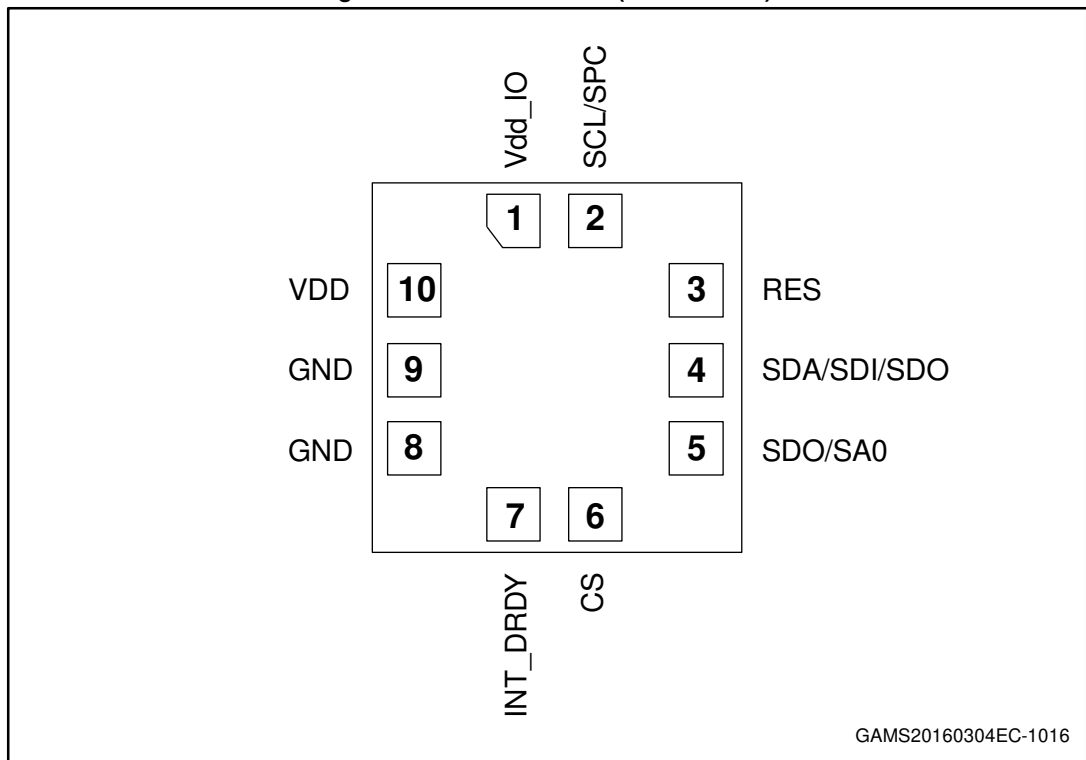 Vdd_IO
SCL/SPC
1
2
VDD
10
3
RES
GND
9
4
SDA/SDI/SDO
GND
8
5
SDO/SA0
7
6
INT_DRDY
CS
GAMS20160304EC-1016